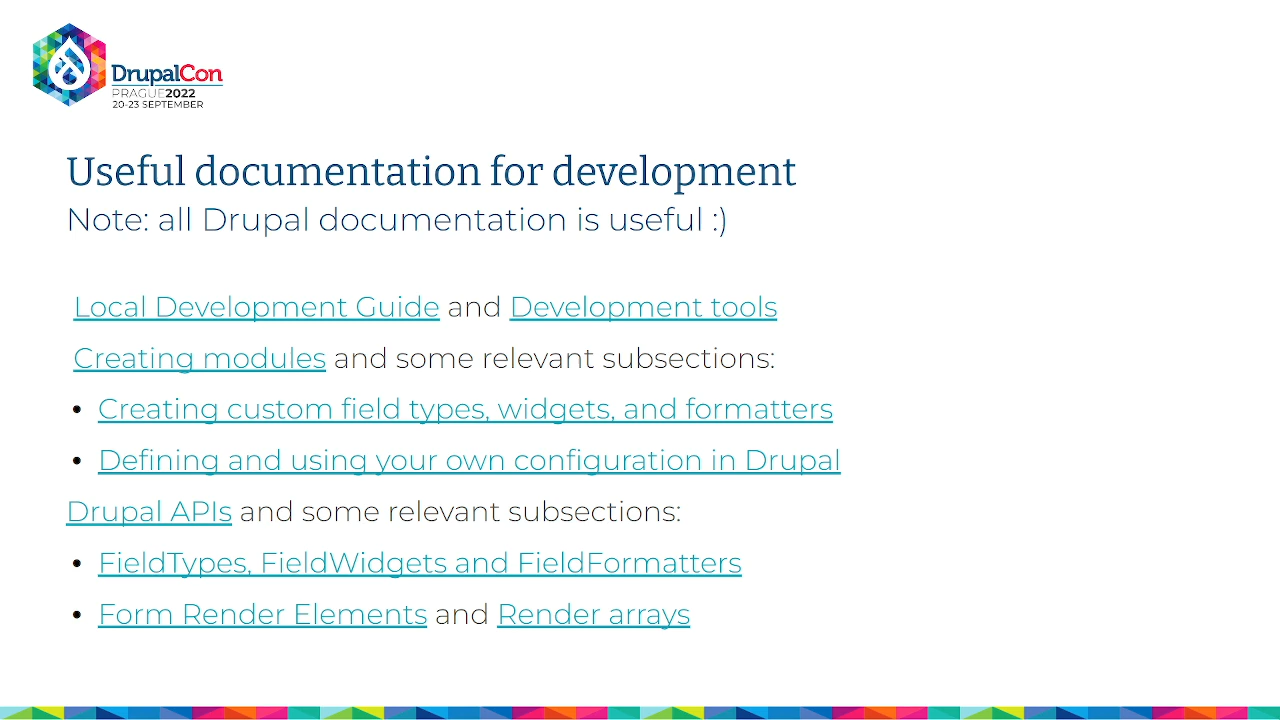 DrupalCon
PRAGUE2022
20-23 SEPTEMBER
Useful documentation for development
Note: all Drupal documentation is useful :)
Local Development Guide and Development tools
Creating modules and some relevant subsections:
• Creating custom field types, widgets, and formatters
• Defining and using your own configuration in Drupal
Drupal APIs and some relevant subsections:
• FieldTypes, FieldWidgets and FieldFormatters
• Form Render Elements and Render arrays